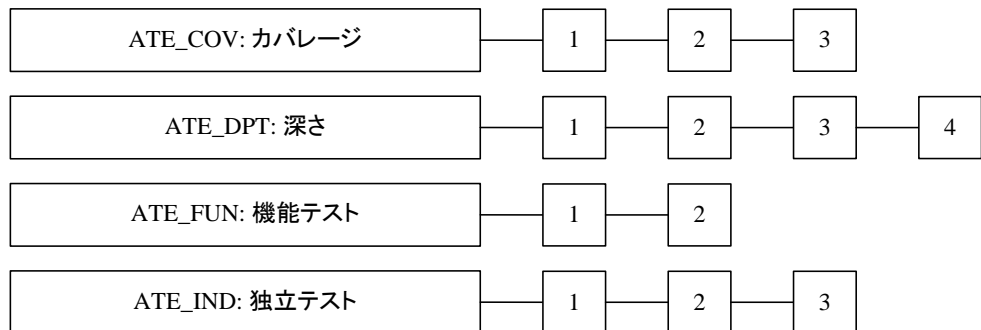 ATE_COV: カバレージ 1 2 3
ATE_DPT: 深さ 1 2 3 4
ATE_FUN: 機能テスト 1 2
ATE_IND: 独立テスト 1 2 3